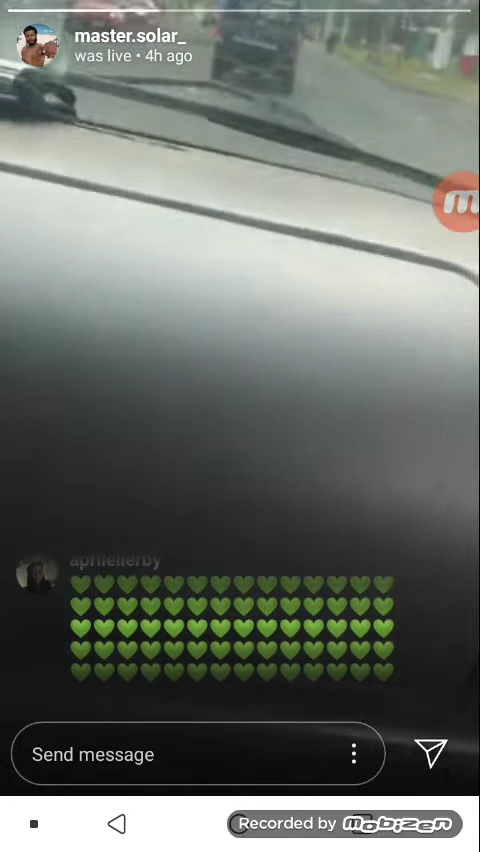 master.solar_
was live • 4h ago
aprilellerby
💚💚💚💚💚💚💚💚💚💚💚💚💚💚
💚💚💚💚💚💚💚💚💚💚💚💚💚💚
💚💚💚💚💚💚💚💚💚💚💚💚💚💚
💚💚💚💚💚💚💚💚💚💚💚💚💚💚
💚💚💚💚💚💚💚💚💚💚💚💚💚💚
Send message
Recorded by mobizen